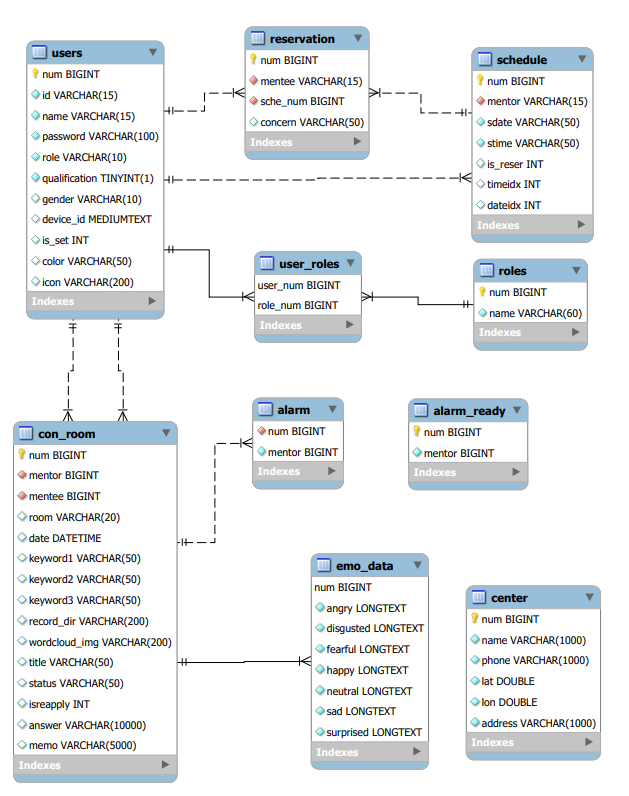 users
num BIGINT
id VARCHAR(15)
name VARCHAR(15)
password VARCHAR(100)
role VARCHAR(10)
qualification TINYINT(1)
gender VARCHAR(10)
device_id MEDIUMTEXT
is_set INT
color VARCHAR(50)
icon VARCHAR(200)
Indexes
reservation
num BIGINT
mentee VARCHAR(15)
sche_num BIGINT
concern VARCHAR(50)
Indexes
schedule
num BIGINT
mentor VARCHAR(15)
sdate VARCHAR(50)
stime VARCHAR(50)
is_reser INT
timeidx INT
dateidx INT
Indexes
user_roles
user_num BIGINT
role_num BIGINT
Indexes
roles
num BIGINT
name VARCHAR(60)
Indexes
con_room
num BIGINT
mentor BIGINT
mentee BIGINT
room VARCHAR(20)
date DATETIME
keyword1 VARCHAR(50)
keyword2 VARCHAR(50)
keyword3 VARCHAR(50)
record_dir VARCHAR(200)
wordcloud_img VARCHAR(200)
title VARCHAR(50)
status VARCHAR(50)
isreapply INT
answer VARCHAR(10000)
memo VARCHAR(5000)
Indexes
alarm
num BIGINT
mentor BIGINT
Indexes
alarm_ready
num BIGINT
mentor BIGINT
Indexes
emo_data
num BIGINT
angry LONGTEXT
disgusted LONGTEXT
fearful LONGTEXT
happy LONGTEXT
neutral LONGTEXT
sad LONGTEXT
surprised LONGTEXT
Indexes
center
num BIGINT
name VARCHAR(1000)
phone VARCHAR(1000)
lat DOUBLE
lon DOUBLE
address VARCHAR(1000)
Indexes